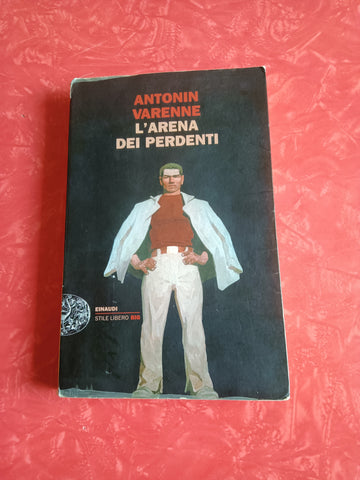 ANTONIN
VARENNE
L'ARENA
DEI PERDENTI
EINAUDI
STILE LIBERO BIG